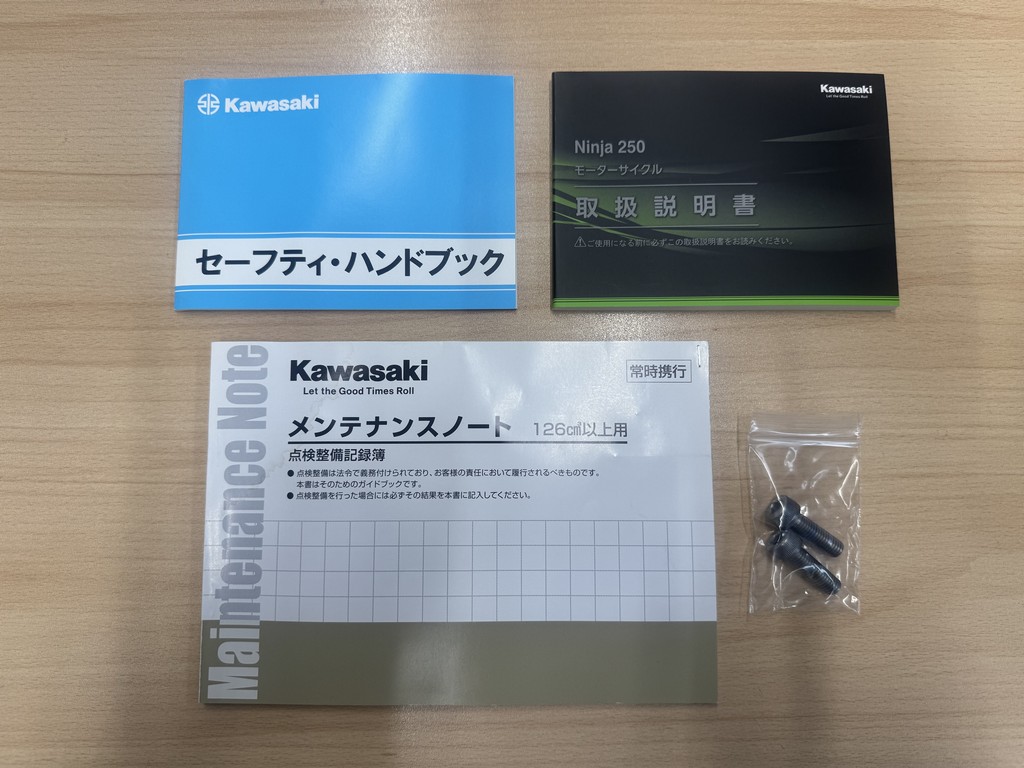 Kawasaki
セーフティ・ハンドブック
Kawasaki
Let the Good Times Roll
Ninja 250
モーターサイクル
取扱説明書
⚠ご使用になる前に必ずこの取扱説明書をお読みください。
Maintenance Note
Kawasaki
Let the Good Times Roll
常時携行
メンテナンスノート 126c㎥以上用
点検整備記録簿
● 点検整備は法令で義務付けられており、お客様の責任において履行されるべきものです。
本書はそのためのガイドブックです。
● 点検整備を行った場合には必ずその結果を本書に記入してください。